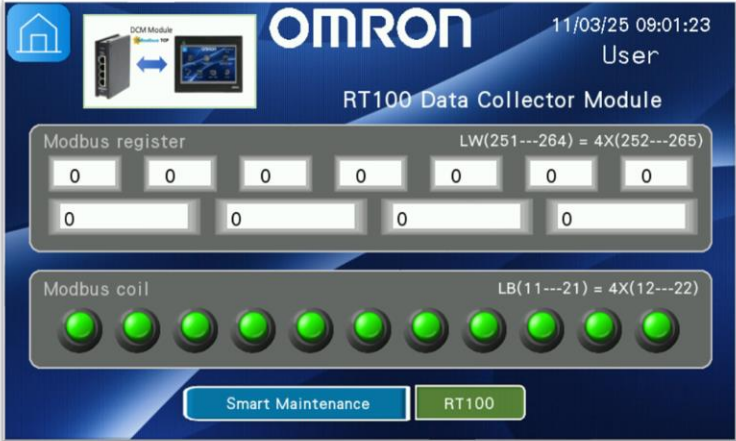 DCM Module
Modbus TCP
OMRON
11/03/25 09:01:23
User
RT100 Data Collector Module
Modbus register
LW(251---264) = 4X(252---265)
0 0 0 0 0 0 0
0 0 0 0
Modbus coil
LB(11---21) = 4X(12---22)
Smart Maintenance
RT100